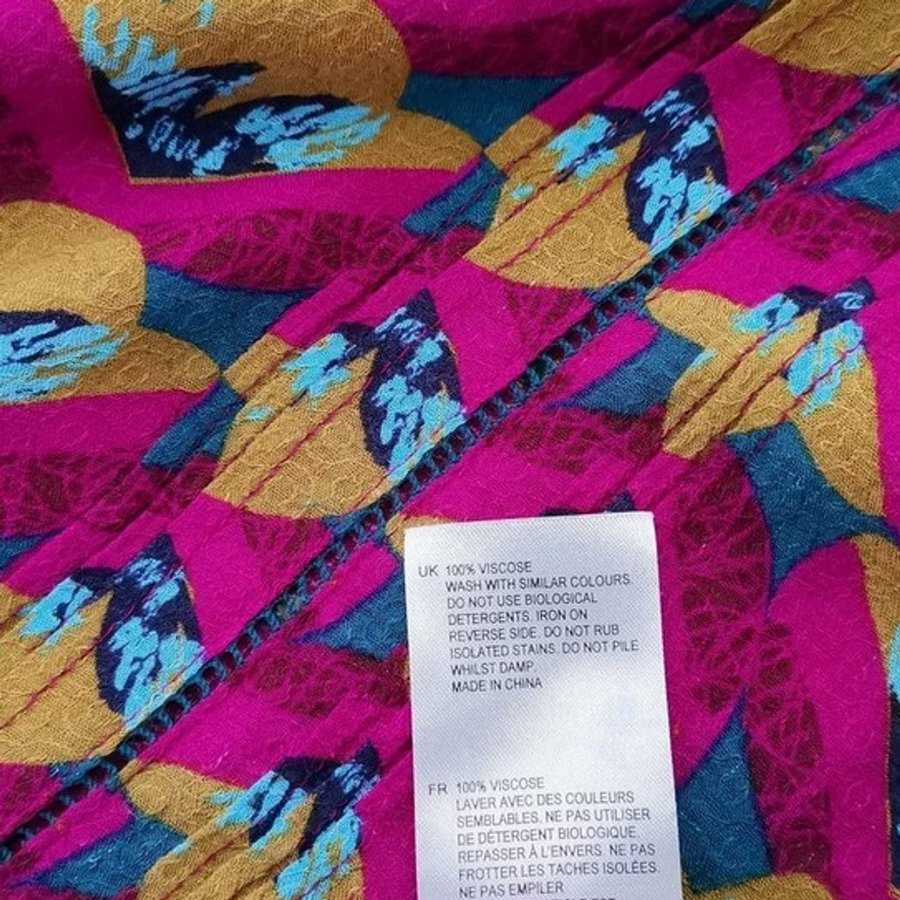 UK 100% VISCOSE
WASH WITH SIMILAR COLOURS.
DO NOT USE BIOLOGICAL
DETERGENTS. IRON ON
REVERSE SIDE. DO NOT RUB
ISOLATED STAINS. DO NOT PILE
WHILST DAMP.
MADE IN CHINA
FR 100% VISCOSE
LAVER AVEC DES COULEURS
SEMBLABLES. NE PAS UTILISER
DE DÉTERGENT BIOLOGIQUE.
REPASSER À L'ENVERS. NE PAS
FROTTER LES TACHES ISOLÉES.
NE PAS EMPILER